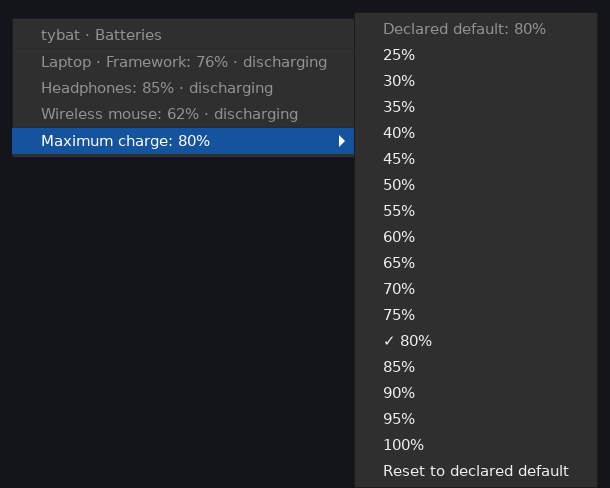 tybat · Batteries
Laptop · Framework: 76% · discharging
Headphones: 85% · discharging
Wireless mouse: 62% · discharging
Maximum charge: 80%
Declared default: 80%
25%
30%
35%
40%
45%
50%
55%
60%
65%
70%
75%
✓ 80%
85%
90%
95%
100%
Reset to declared default